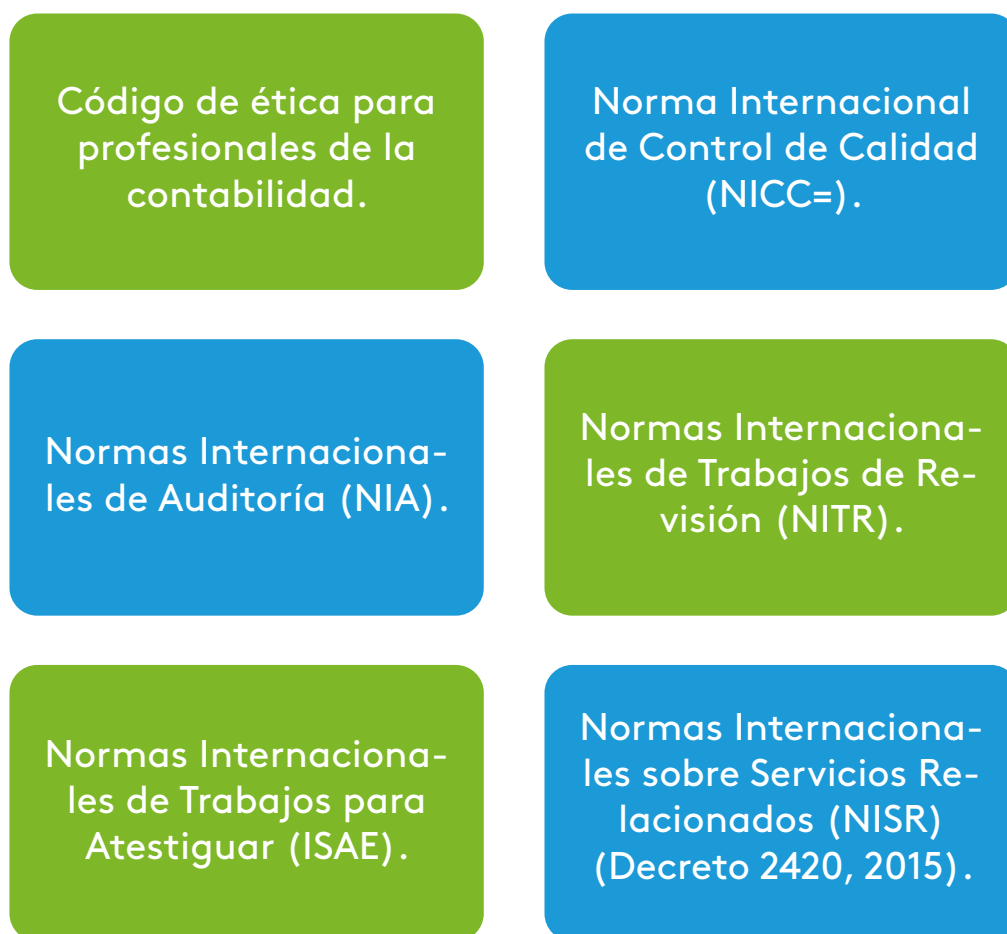 Código de ética para
profesionales de la
contabilidad.
Norma Internacional
de Control de Calidad
(NICC=).
Normas Internaciona-
les de Auditoría (NIA).
Normas Internaciona-
les de Trabajos de Re-
visión (NITR).
Normas Internaciona-
les de Trabajos para
Atestiguar (ISAE).
Normas Internaciona-
les sobre Servicios Re-
lacionados (NISR)
(Decreto 2420, 2015).